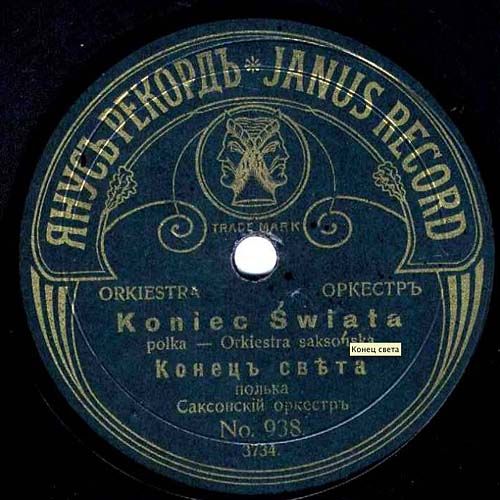 ЯНУСЪ РЕКОРДЪ * JANUS RECORD
TRADE MARK
ORKIESTRA ОРКЕСТРЪ
Koniec Świata
polka — Orkiestra saksońska
Конец света
Конецъ свѣта
полька
Саксонскій оркестръ
No. 938
3734.